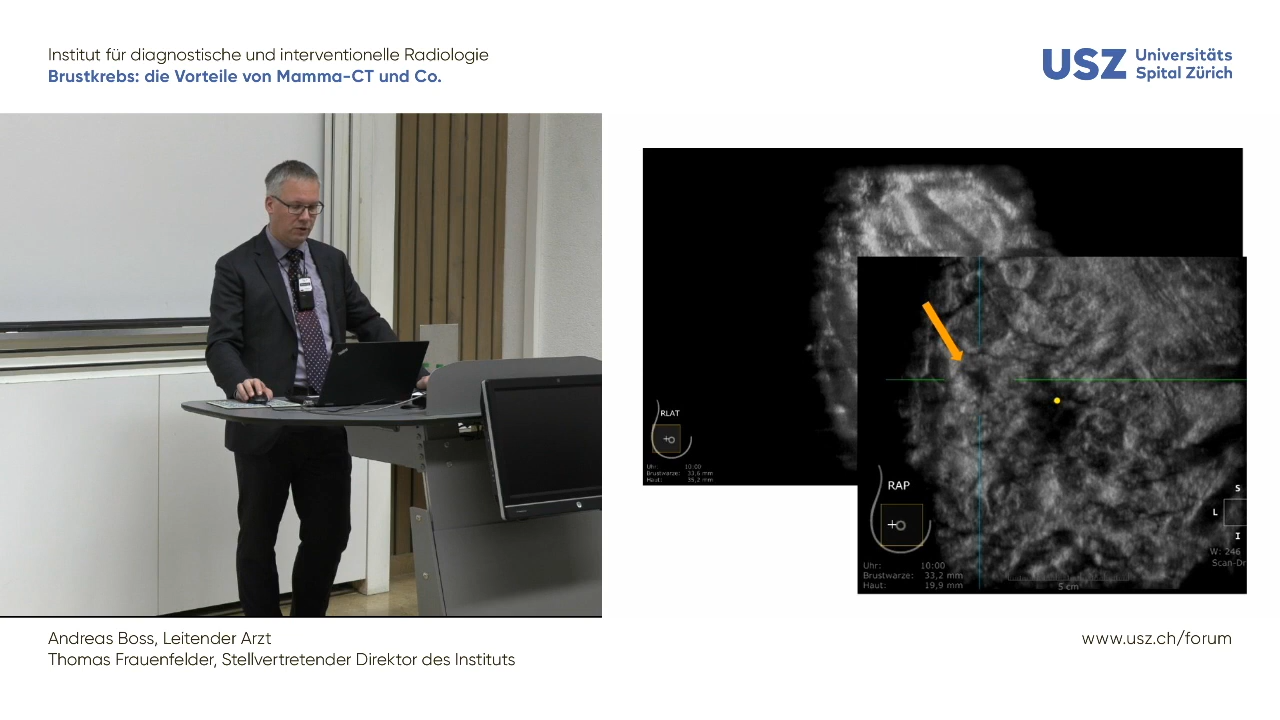 Institut für diagnostische und interventionelle Radiologie
Brustkrebs: die Vorteile von Mamma-CT und Co.
USZ Universitäts
Spital Zürich
RLAT
Uhr: 10:00
Brustwarze: 33,6 mm
Haut: 35,2 mm
RAP
Uhr: 10:00
Brustwarze: 33,2 mm
Haut: 19,9 mm
5 cm
S
L
I
W: 246
Scan-Dr
Andreas Boss, Leitender Arzt
Thomas Frauenfelder, Stellvertretender Direktor des Instituts
www.usz.ch/forum